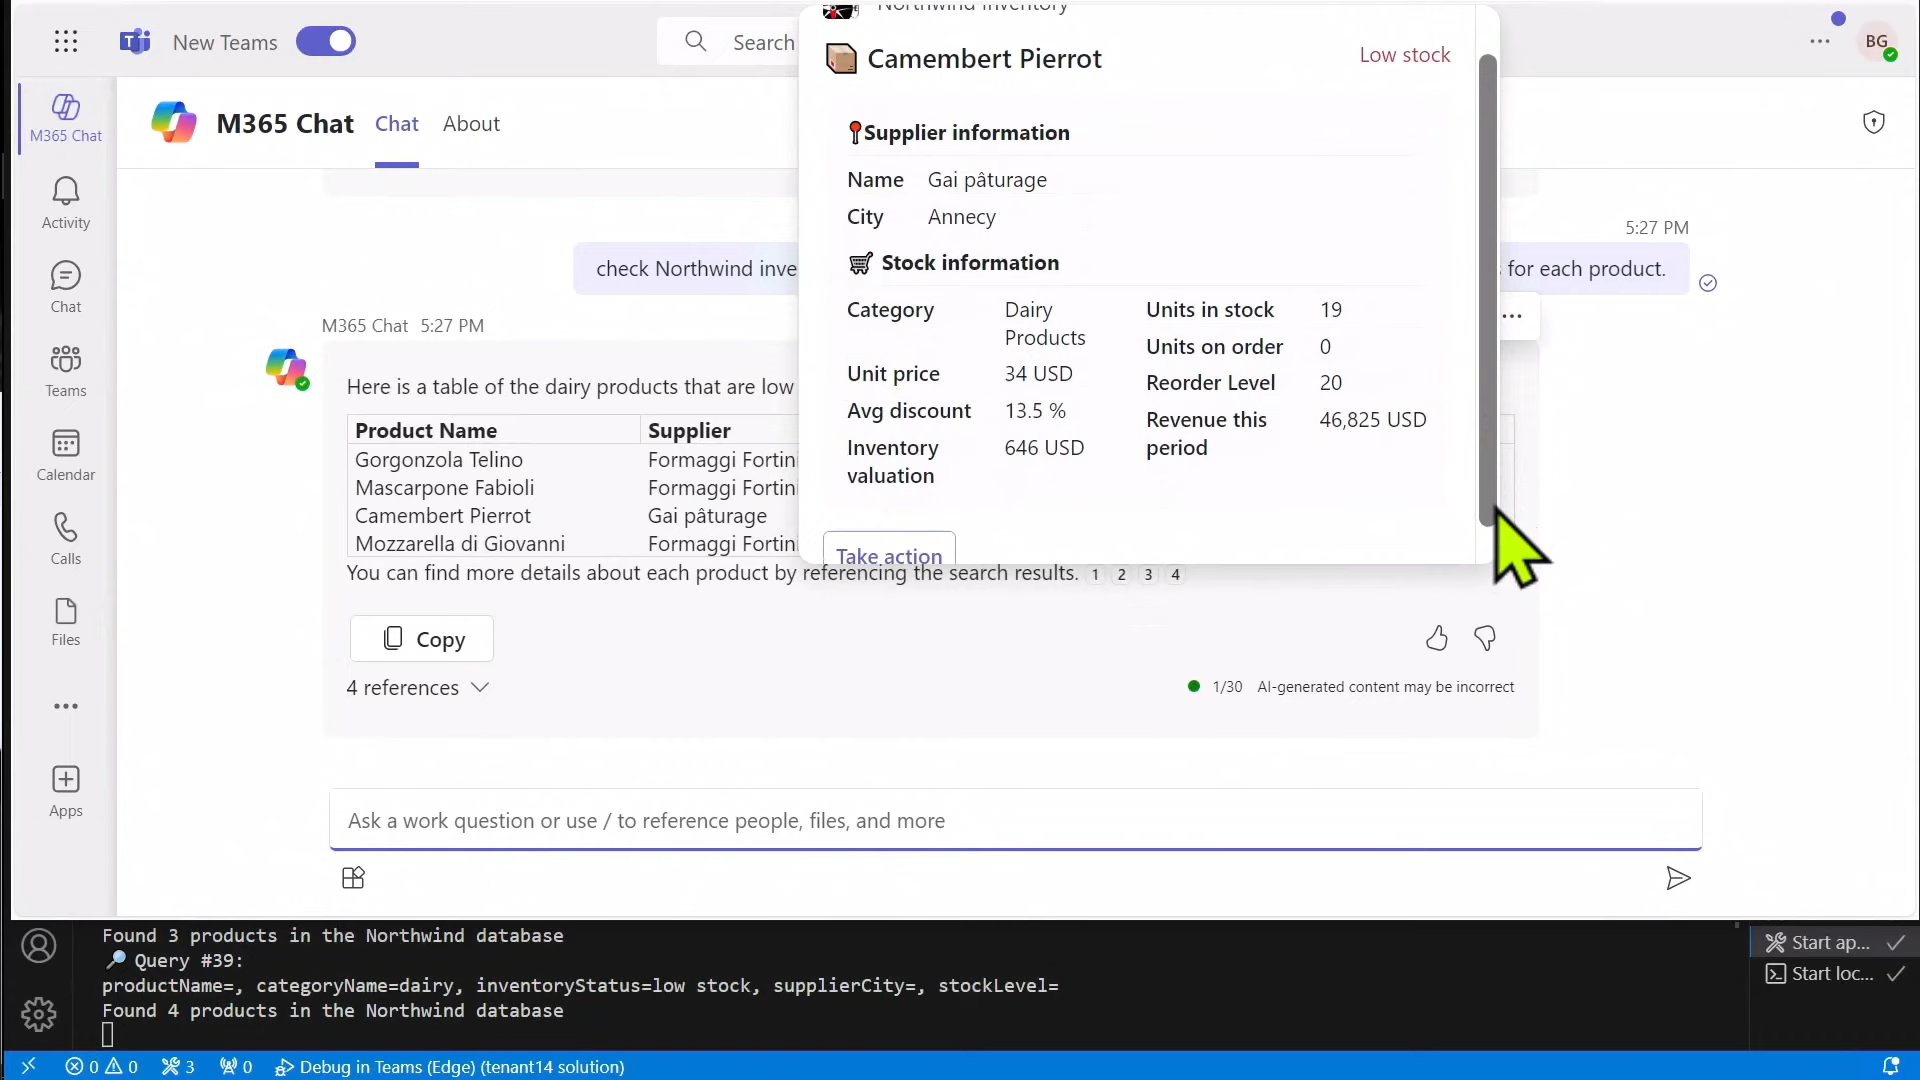 New Teams
Search
Northwind Inventory
BG
Camembert Pierrot
Low stock
M365 Chat
M365 Chat
Chat
About
Supplier information
Name Gai pâturage
City Annecy
Activity
Chat
Teams
Calendar
Calls
Files
Apps
5:27 PM
check Northwind inve
for each product.
Stock information
Category Dairy Products
Unit price 34 USD
Avg discount 13.5 %
Inventory valuation 646 USD
Units in stock 19
Units on order 0
Reorder Level 20
Revenue this period 46,825 USD
Take action
M365 Chat 5:27 PM
Here is a table of the dairy products that are low
Product Name Supplier
Gorgonzola Telino Formaggi Fortini
Mascarpone Fabioli Formaggi Fortini
Camembert Pierrot Gai pâturage
Mozzarella di Giovanni Formaggi Fortini
You can find more details about each product by referencing the search results. 1 2 3 4
Copy
4 references
1/30 AI-generated content may be incorrect
Ask a work question or use / to reference people, files, and more
Found 3 products in the Northwind database
Query #39:
productName=, categoryName=dairy, inventoryStatus=low stock, supplierCity=, stockLevel=
Found 4 products in the Northwind database
Start ap...
Start loc...
0 0 3 0 Debug in Teams (Edge) (tenant14 solution)